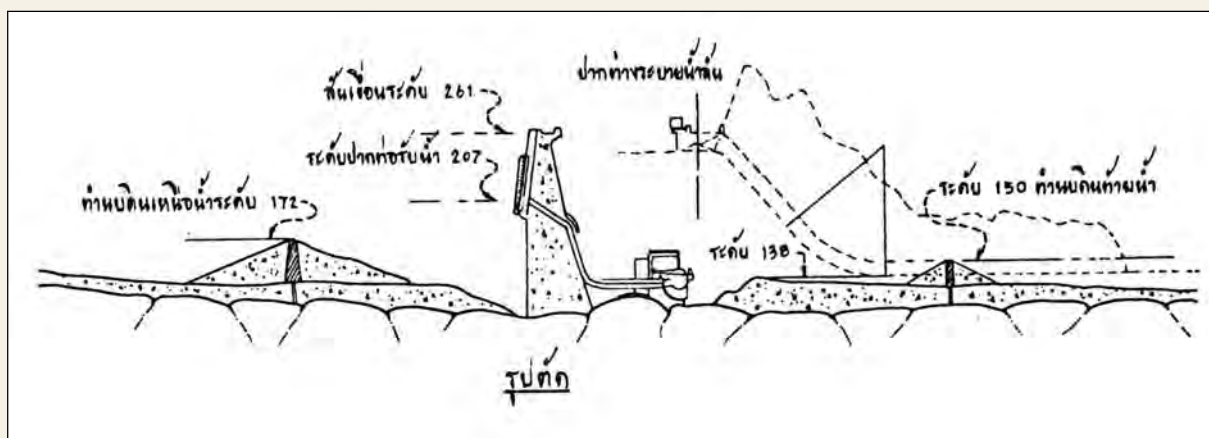 ปากทางระบายน้ำล้น
สันเขื่อนระดับ 261
ระดับปากท่อรับน้ำ 207
ทำนบดินเหนือน้ำระดับ 172
ระดับ 150 ทำนบดินท้ายน้ำ
ระดับ 138
รูปตัด